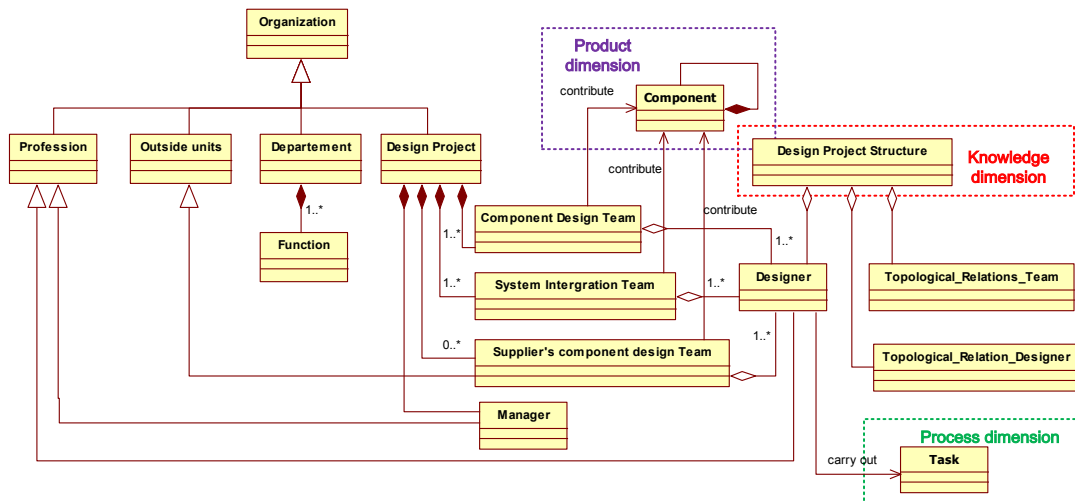 Organization
Product
dimension
contribute
Component
Profession
Outside units
Departement
Design Project
Design Project Structure
Knowledge
dimension
contribute
contribute
1..*
Component Design Team
1..*
1..*
Function
Designer
Topological_Relations_Team
1..*
System Intergration Team
1..*
0..*
Supplier's component design Team
1..*
Topological_Relation_Designer
Manager
Process dimension
carry out
Task